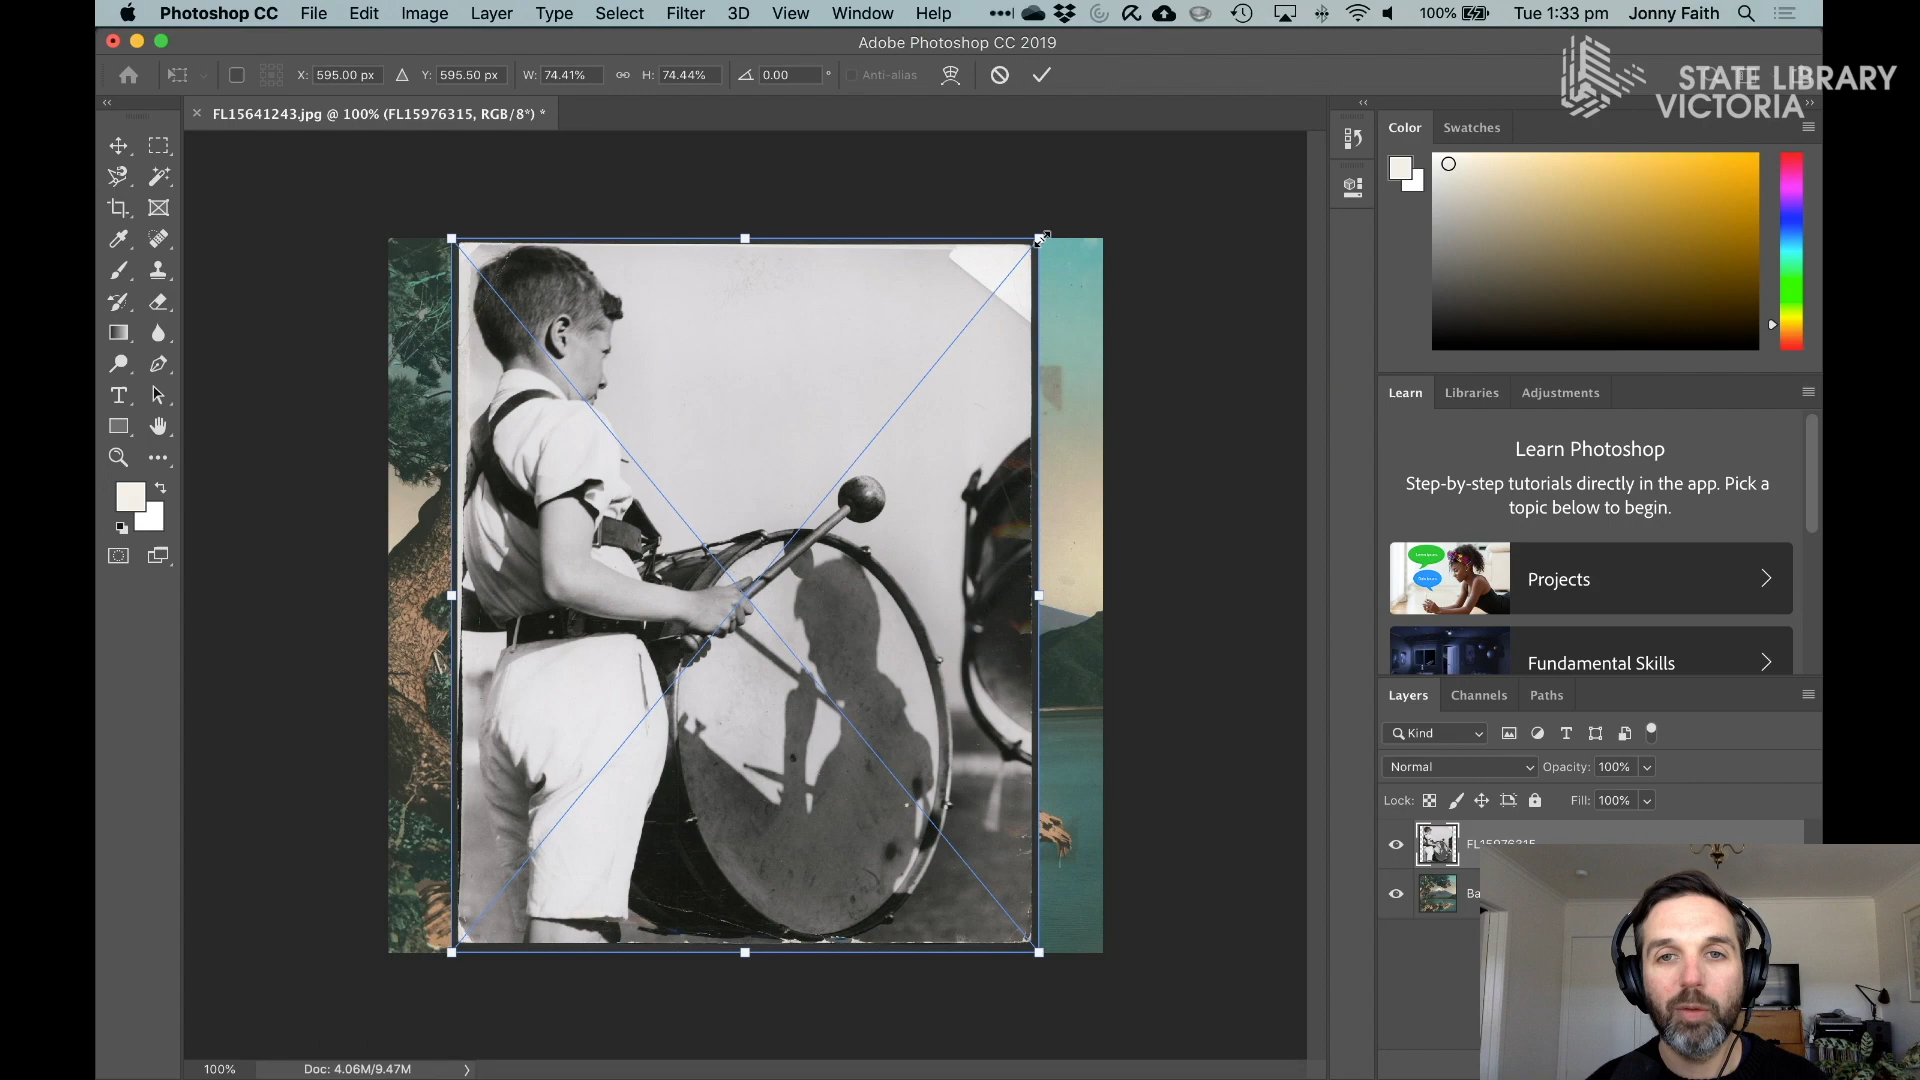 Photoshop CC File Edit Image Layer Type Select Filter 3D View Window Help 100% Tue 1:33 pm Jonny Faith
Adobe Photoshop CC 2019
X: 595.00 px Y: 595.50 px W: 74.41% H: 74.44% 0.00 ° Anti-alias
STATE LIBRARY
VICTORIA
× FL15641243.jpg @ 100% (FL15976315, RGB/8*) *
Color Swatches
Learn Libraries Adjustments
Learn Photoshop
Step-by-step tutorials directly in the app. Pick a
topic below to begin.
Projects
Fundamental Skills
Layers Channels Paths
Kind
Normal Opacity: 100%
Lock: Fill: 100%
FL15976315
Ba
100% Doc: 4.06M/9.47M